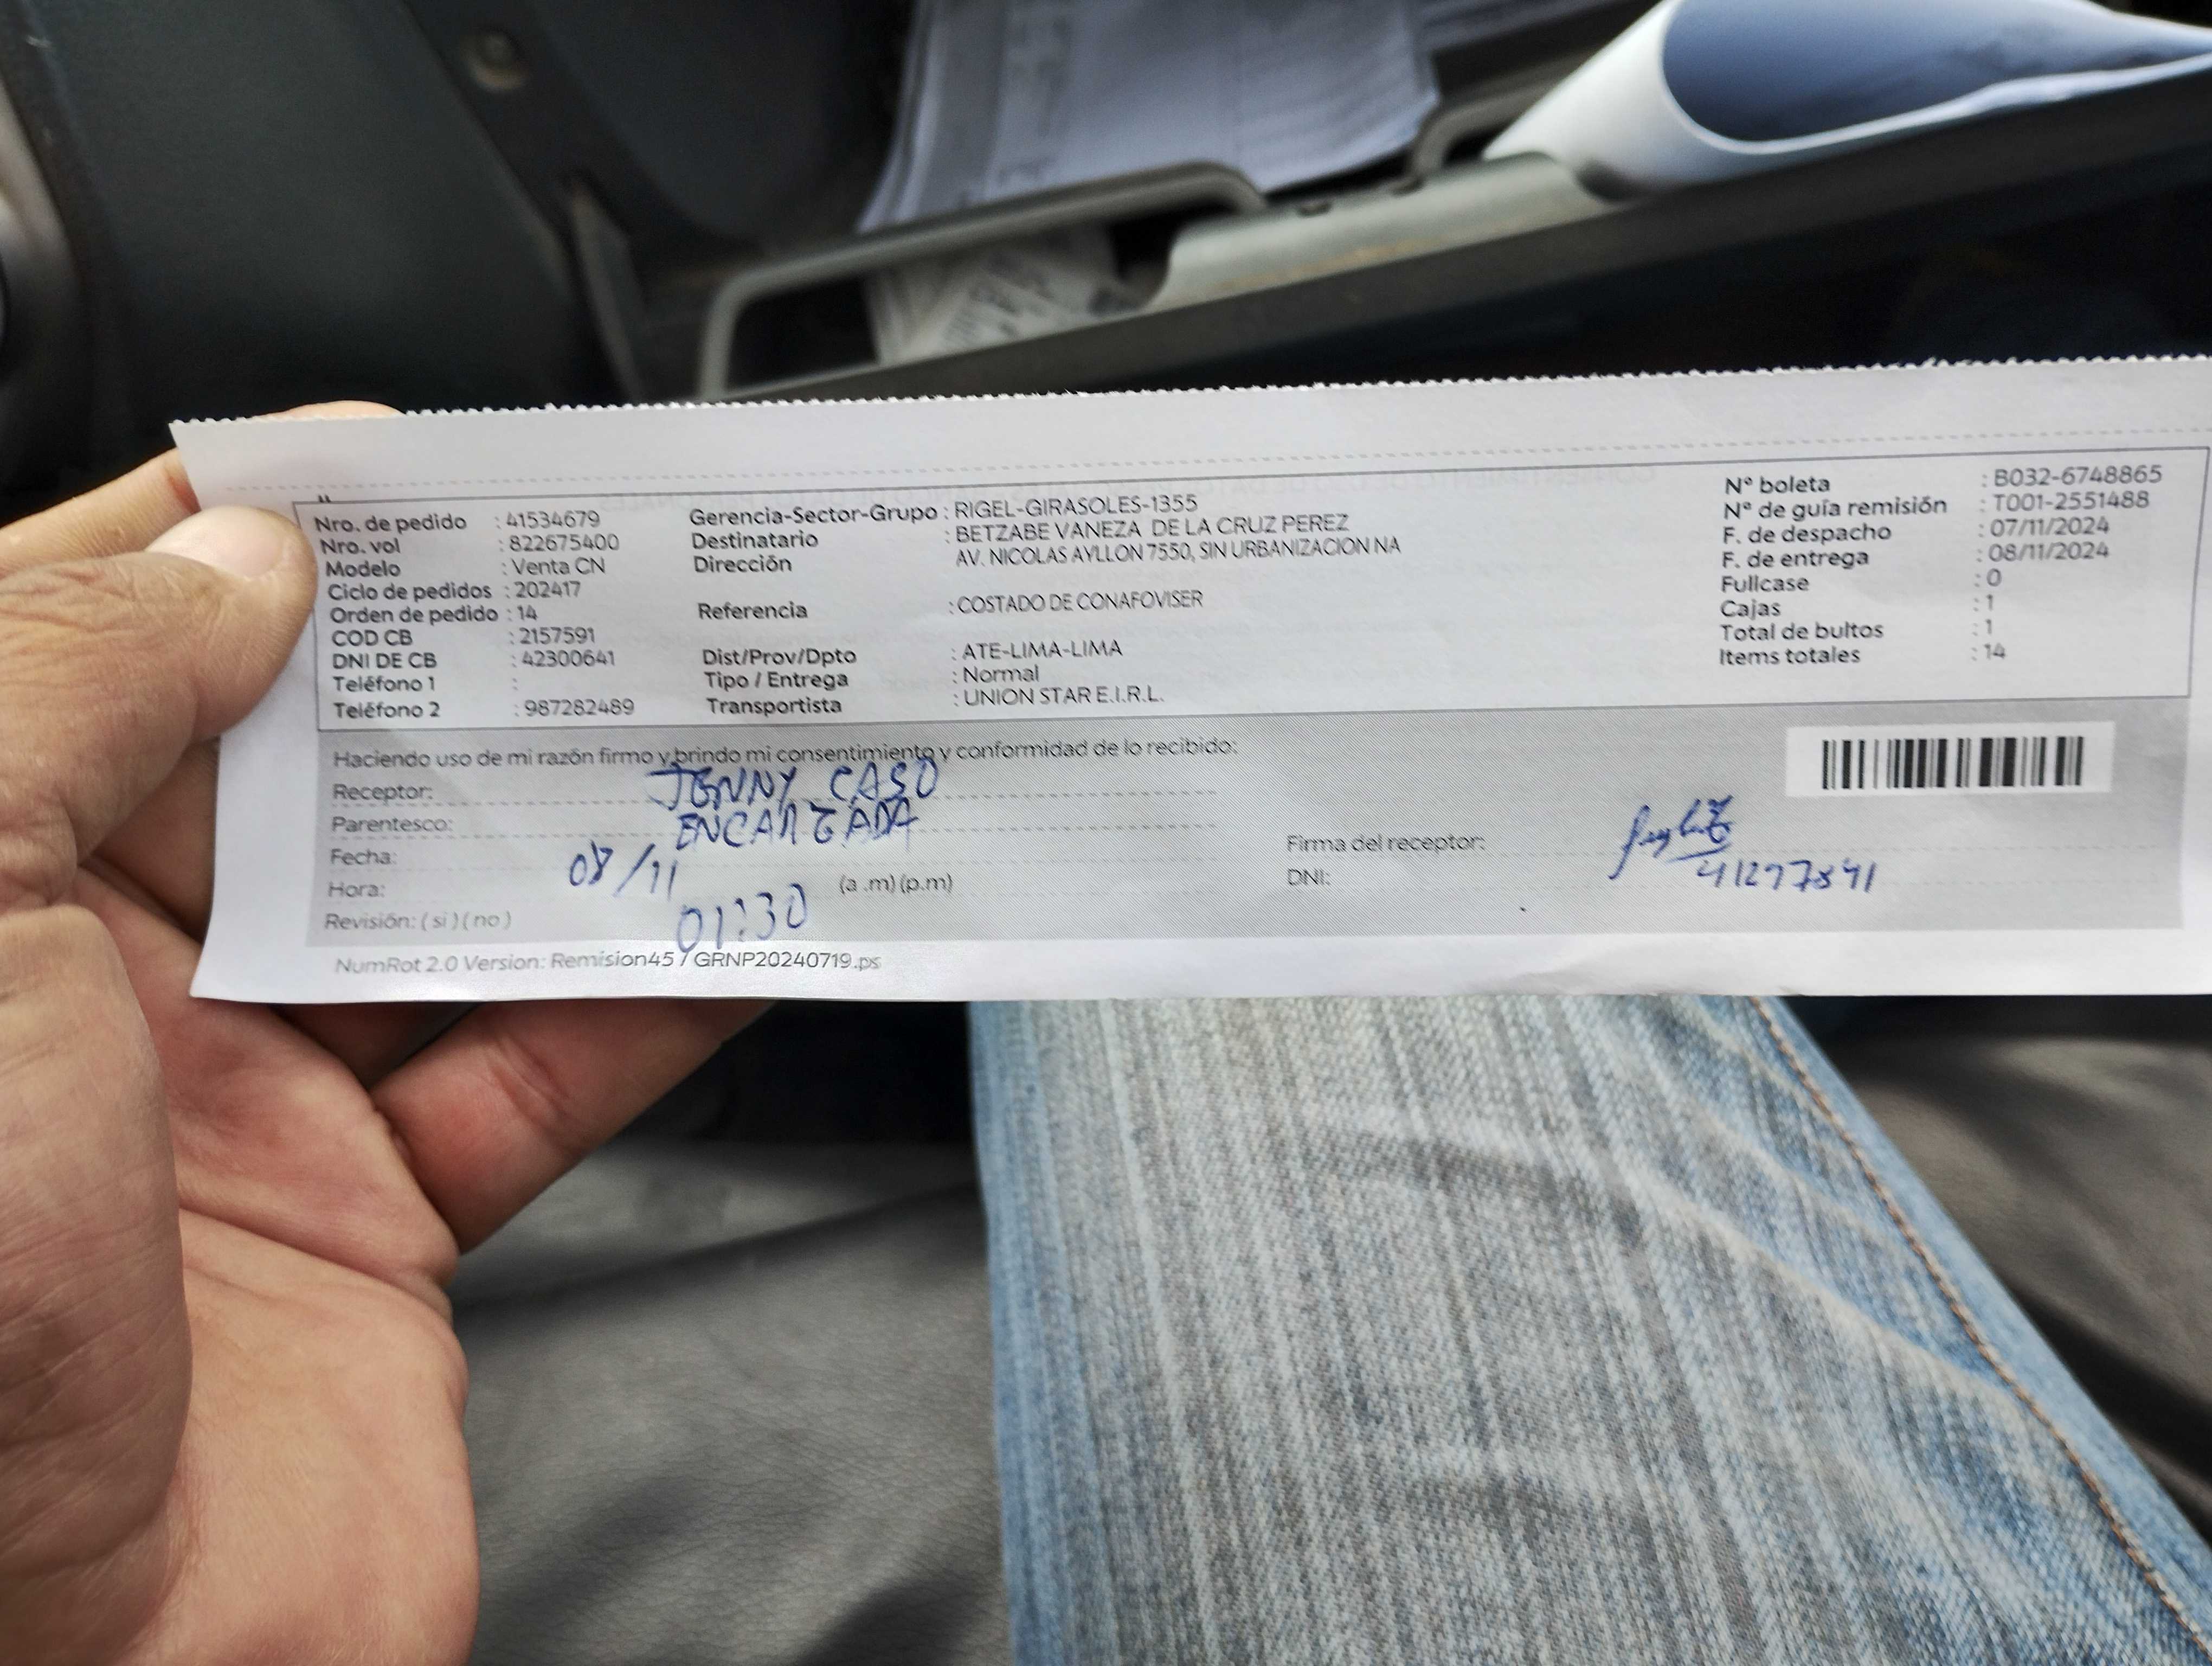 Nro. de pedido : 41534679
Nro. vol : 822675400
Modelo : Venta CN
Ciclo de pedidos : 202417
Orden de pedido : 14
COD CB : 2157591
DNI DE CB : 42300641
Teléfono 1 :
Teléfono 2 : 987282489
Gerencia-Sector-Grupo : RIGEL-GIRASOLES-1355
Destinatario : BETZABE VANEZA DE LA CRUZ PEREZ
Dirección AV. NICOLAS AYLLON 7550, SIN URBANIZACION NA
Referencia : COSTADO DE CONAFOVISER
Dist/Prov/Dpto : ATE-LIMA-LIMA
Tipo / Entrega : Normal
Transportista : UNION STAR E.I.R.L.
N° boleta : B032-6748865
N° de guía remisión : T001-2551488
F. de despacho : 07/11/2024
F. de entrega : 08/11/2024
Fullcase : 0
Cajas : 1
Total de bultos : 1
Items totales : 14
Haciendo uso de mi razón firmo y brindo mi consentimiento y conformidad de lo recibido:
Receptor: JENNY CASO
Parentesco: ENCARGADA
Fecha: 08/11
Hora: 01:30 (a .m) (p.m)
Revisión: ( si ) ( no )
Firma del receptor:
DNI: 41277841
NumRot 2.0 Version: Remision45 / GRNP20240719.ps